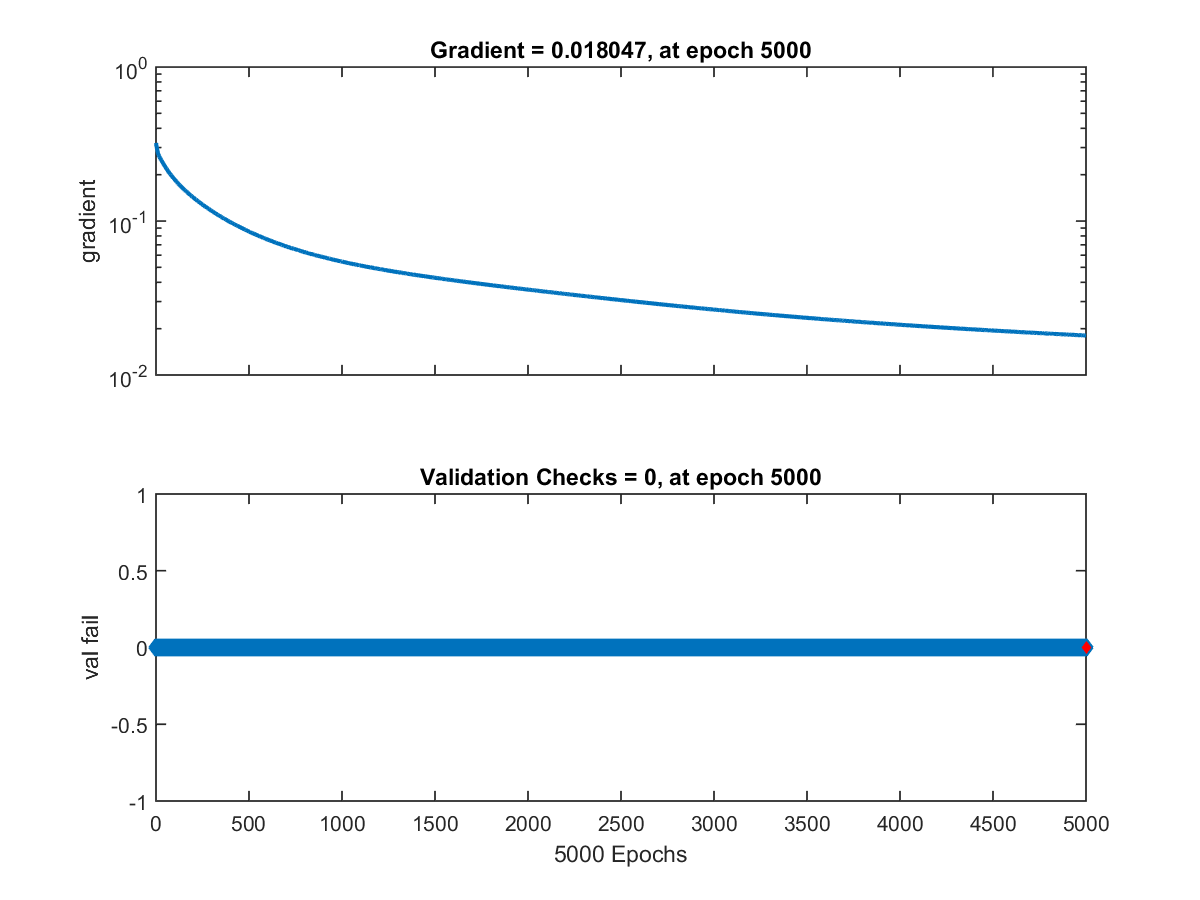 Gradient = 0.018047, at epoch 5000
10^0
10^-1
10^-2
gradient
Validation Checks = 0, at epoch 5000
1
0.5
0
-0.5
-1
val fail
0 500 1000 1500 2000 2500 3000 3500 4000 4500 5000
5000 Epochs